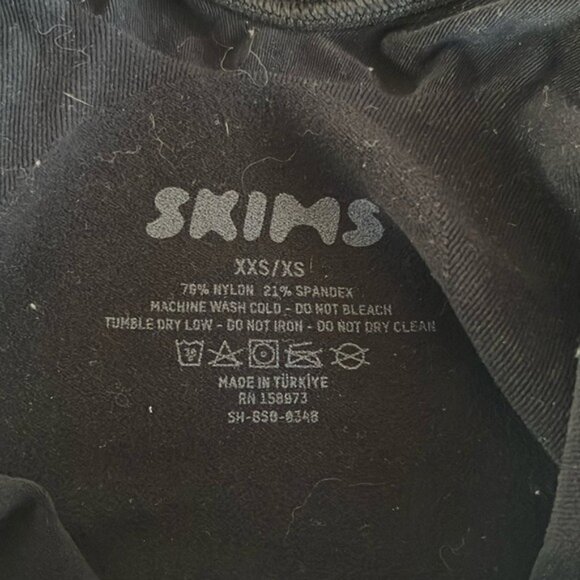 SKIMS
XXS/XS
79% NYLON 21% SPANDEX
MACHINE WASH COLD - DO NOT BLEACH
TUMBLE DRY LOW - DO NOT IRON - DO NOT DRY CLEAN
MADE IN TÜRKİYE
RN 158973
SH-BSO-0348